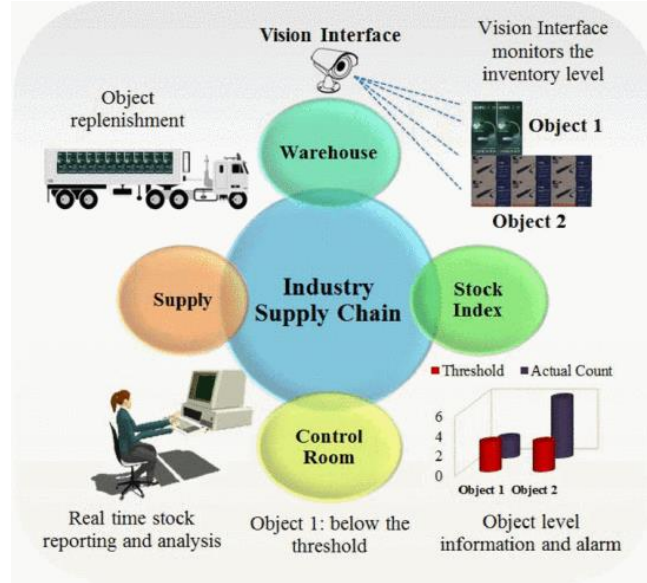 Vision Interface
Vision Interface
monitors the
inventory level
Object
replenishment
Object 1
Object 2
Warehouse
Supply
Industry
Supply Chain
Stock
Index
Control
Room
Threshold
Actual Count
6
4
2
0
Object 1
Object 2
Real time stock
reporting and analysis
Object 1: below the
threshold
Object level
information and alarm